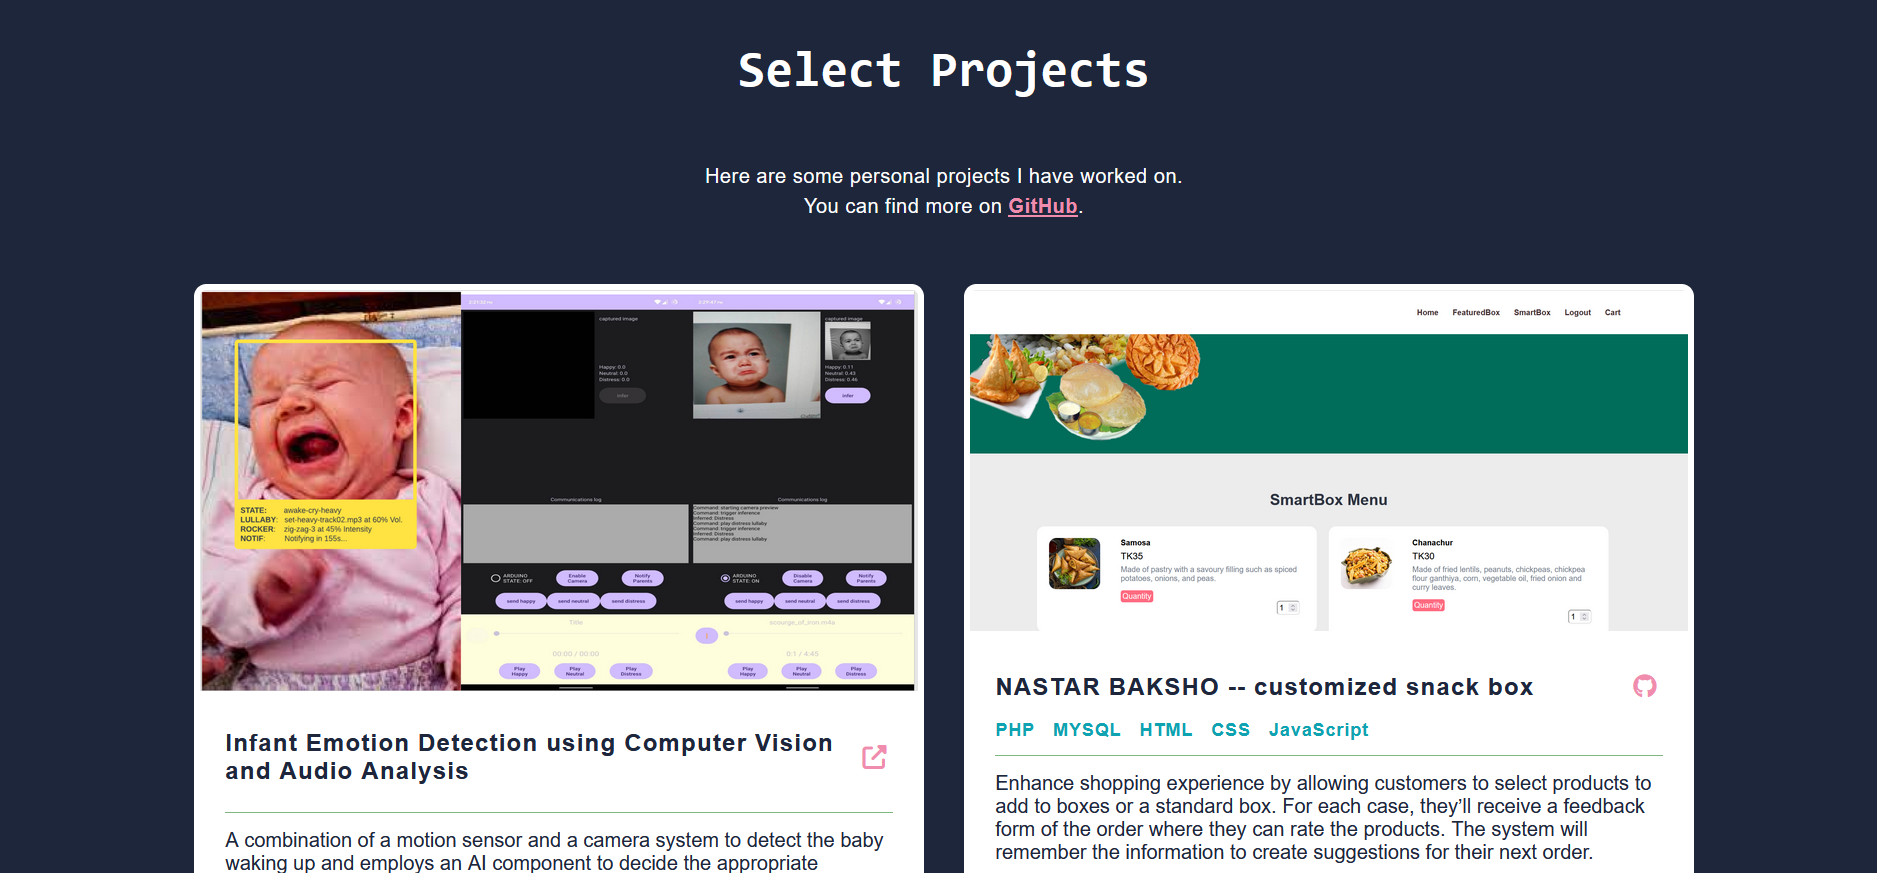 Select Projects
Here are some personal projects I have worked on.
You can find more on GitHub.
captured image
Happy: 0.0
Neutral: 0.0
Distress: 0.0
Infer
captured image
Happy: 0.11
Neutral: 0.43
Distress: 0.46
Infer
STATE: awake-cry-heavy
LULLABY: set-heavy-track02.mp3 at 60% Vol.
ROCKER: zig-zag-3 at 45% Intensity
NOTIF: Notifying in 155s...
Communications log
ARDUINO
STATE: OFF
Enable
Camera
Notify
Parents
send happy
send neutral
send distress
Title
00:00 / 00:00
Play
Happy
Play
Neutral
Play
Distress
Communications log
Command: starting camera preview
Command: trigger inference
Inferred: Distress
Command: play distress lullaby
Command: trigger inference
Inferred: Distress
Command: play distress lullaby
ARDUINO
STATE: ON
Disable
Camera
Notify
Parents
send happy
send neutral
send distress
scourge_of_iron.m4a
0:1 / 4:45
Play
Happy
Play
Neutral
Play
Distress
Infant Emotion Detection using Computer Vision
and Audio Analysis
A combination of a motion sensor and a camera system to detect the baby
waking up and employs an AI component to decide the appropriate
Home FeaturedBox SmartBox Logout Cart
SmartBox Menu
Samosa
TK35
Made of pastry with a savoury filling such as spiced
potatoes, onions, and peas.
Quantity
1
Chanachur
TK30
Made of fried lentils, peanuts, chickpeas, chickpea
flour ganthiya, corn, vegetable oil, fried onion and
curry leaves.
Quantity
1
NASTAR BAKSHO -- customized snack box
PHP MYSQL HTML CSS JavaScript
Enhance shopping experience by allowing customers to select products to
add to boxes or a standard box. For each case, they’ll receive a feedback
form of the order where they can rate the products. The system will
remember the information to create suggestions for their next order.